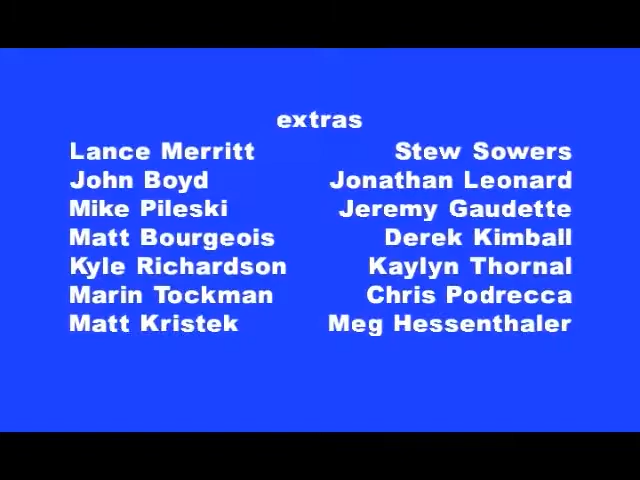 extras
Lance Merritt Stew Sowers
John Boyd Jonathan Leonard
Mike Pileski Jeremy Gaudette
Matt Bourgeois Derek Kimball
Kyle Richardson Kaylyn Thornal
Marin Tockman Chris Podrecca
Matt Kristek Meg Hessenthaler